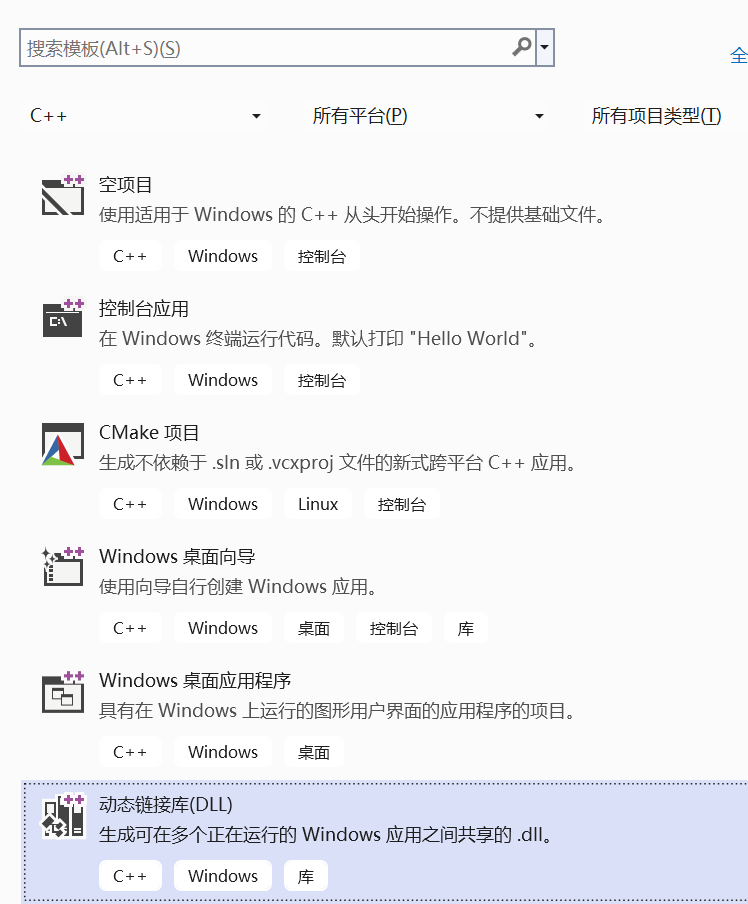 搜索模板(Alt+S)(S)
全
C++ 所有平台(P) 所有项目类型(T)
空项目
使用适用于 Windows 的 C++ 从头开始操作。不提供基础文件。
C++ Windows 控制台
控制台应用
C:\
在 Windows 终端运行代码。默认打印 "Hello World"。
C++ Windows 控制台
CMake 项目
生成不依赖于 .sln 或 .vcxproj 文件的新式跨平台 C++ 应用。
C++ Windows Linux 控制台
Windows 桌面向导
使用向导自行创建 Windows 应用。
C++ Windows 桌面 控制台 库
Windows 桌面应用程序
具有在 Windows 上运行的图形用户界面的应用程序的项目。
C++ Windows 桌面
动态链接库(DLL)
生成可在多个正在运行的 Windows 应用之间共享的 .dll。
C++ Windows 库